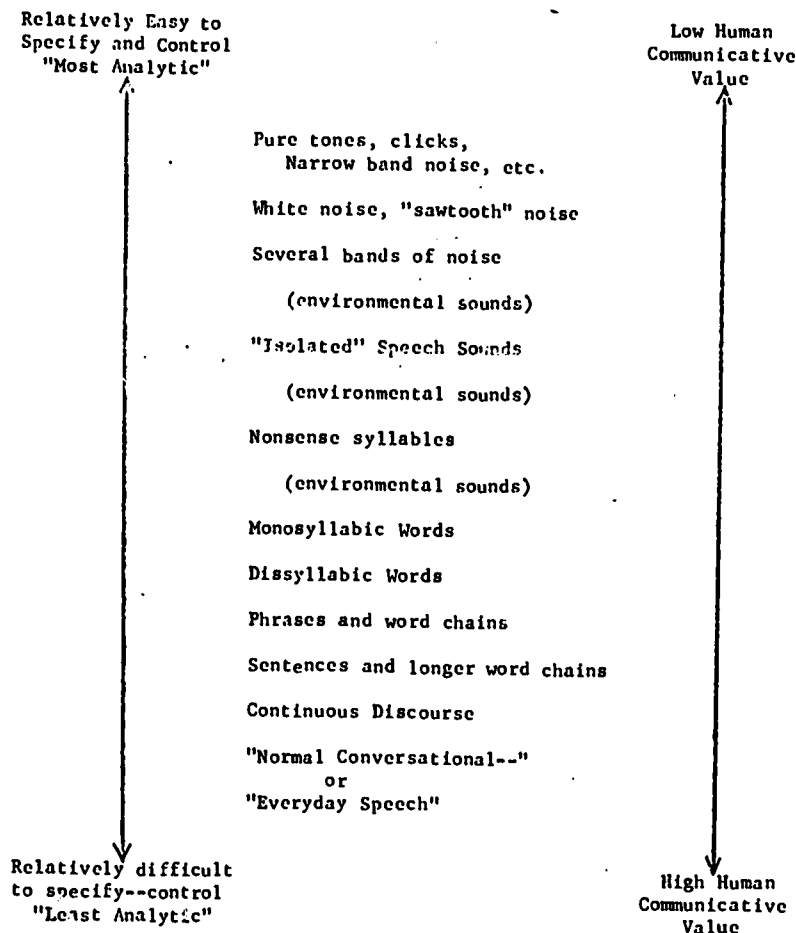 Relatively Easy to
Specify and Control
"Most Analytic"
Low Human
Communicative
Value
Pure tones, clicks,
Narrow band noise, etc.
White noise, "sawtooth" noise
Several bands of noise
(environmental sounds)
"Isolated" Speech Sounds
(environmental sounds)
Nonsense syllables
(environmental sounds)
Monosyllabic Words
Dissyllabic Words
Phrases and word chains
Sentences and longer word chains
Continuous Discourse
"Normal Conversational--"
or
"Everyday Speech"
Relatively difficult
to specify--control
"Least Analytic"
High Human
Communicative
Value